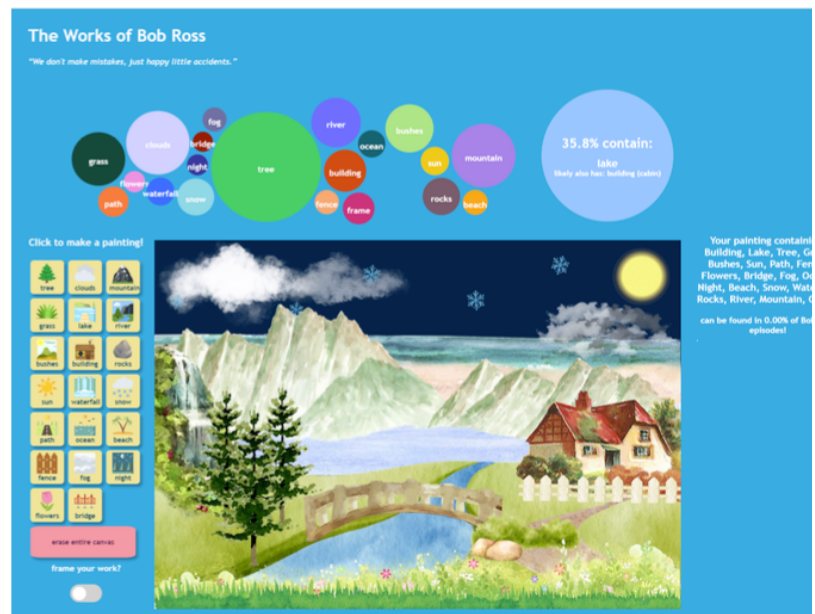 The Works of Bob Ross
"We don't make mistakes, just happy little accidents."
fog
river
bushes
clouds
bridge
ocean
grass
35.8% contain:
mountain
sun
lake
night
tree
building
likely also has: building (cabin)
flowers
waterfall
snow
rocks
path
fence
frame
beach
Click to make a painting!
Your painting containi
Building, Lake, Tree, G
Bushes, Sun, Path, Fen
Flowers, Bridge, Fog, Oc
Night, Beach, Snow, Wate
Rocks, River, Mountain, C
can be found in 0.00% of Bob
episodes!
tree clouds mountain
grass lake river
bushes building rocks
sun waterfall snow
path ocean beach
fence fog night
flowers bridge
erase entire canvas
frame your work?